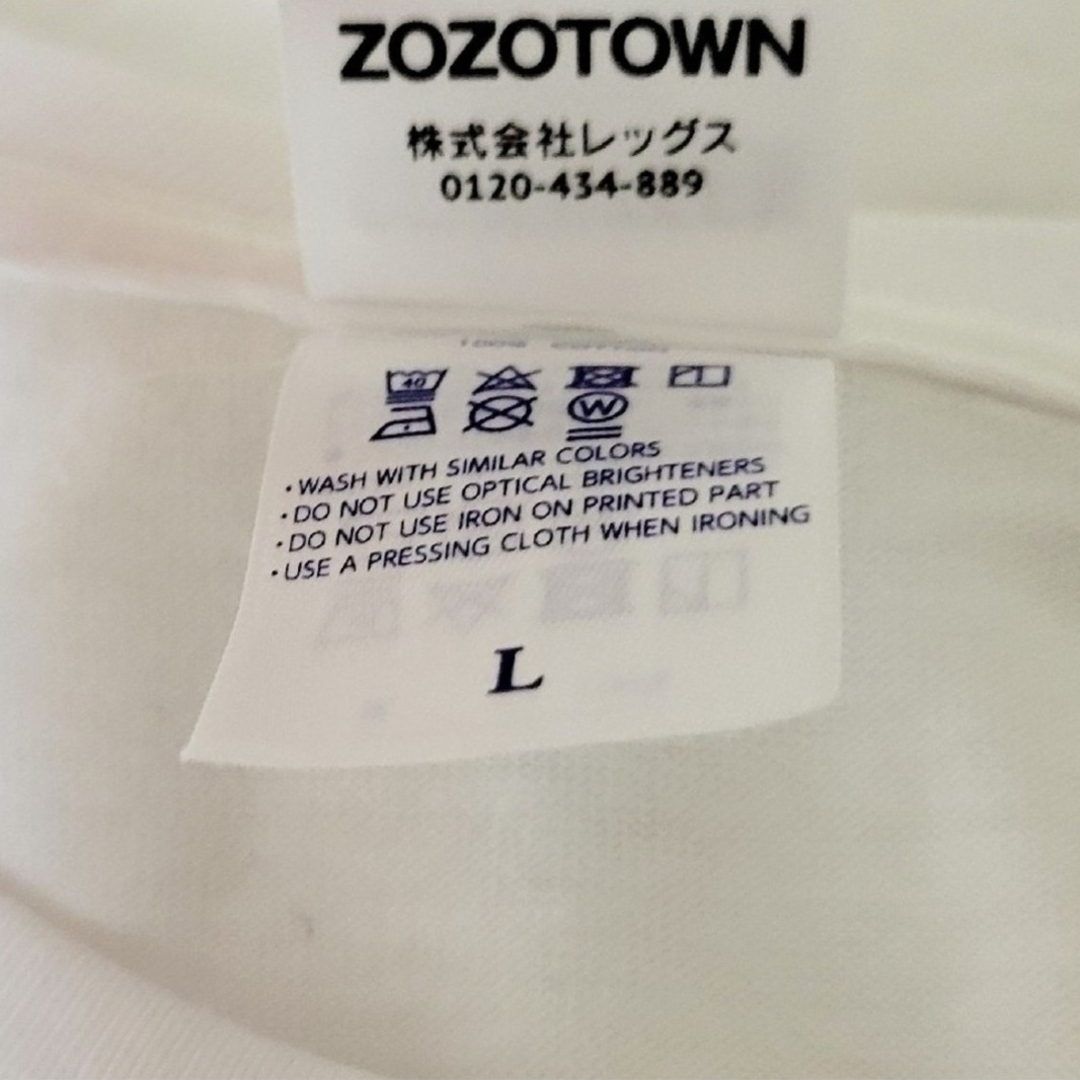 ZOZOTOWN
株式会社レッグス
0120-434-889
40
W
・WASH WITH SIMILAR COLORS
・DO NOT USE OPTICAL BRIGHTENERS
・DO NOT USE IRON ON PRINTED PART
・USE A PRESSING CLOTH WHEN IRONING
L